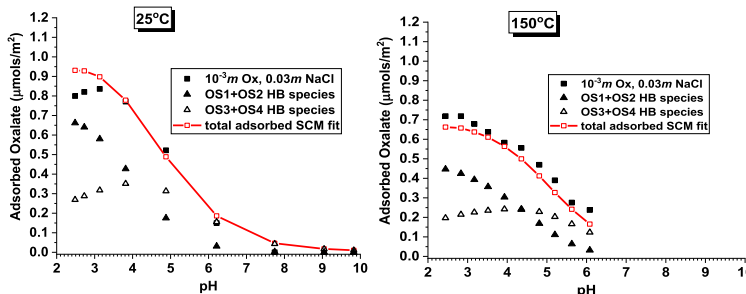 25°C
Adsorbed Oxalate (μmols/m²)
1.2
1.1
1.0
0.9
0.8
0.7
0.6
0.5
0.4
0.3
0.2
0.1
0.0
10⁻³m Ox, 0.03m NaCl
OS1+OS2 HB species
OS3+OS4 HB species
total adsorbed SCM fit
2 3 4 5 6 7 8 9 10
pH
150°C
Adsorbed Oxalate (μmols/m²)
1.2
1.1
1.0
0.9
0.8
0.7
0.6
0.5
0.4
0.3
0.2
0.1
0.0
10⁻³m Ox, 0.03m NaCl
OS1+OS2 HB species
OS3+OS4 HB species
total adsorbed SCM fit
2 3 4 5 6 7 8 9 10
pH